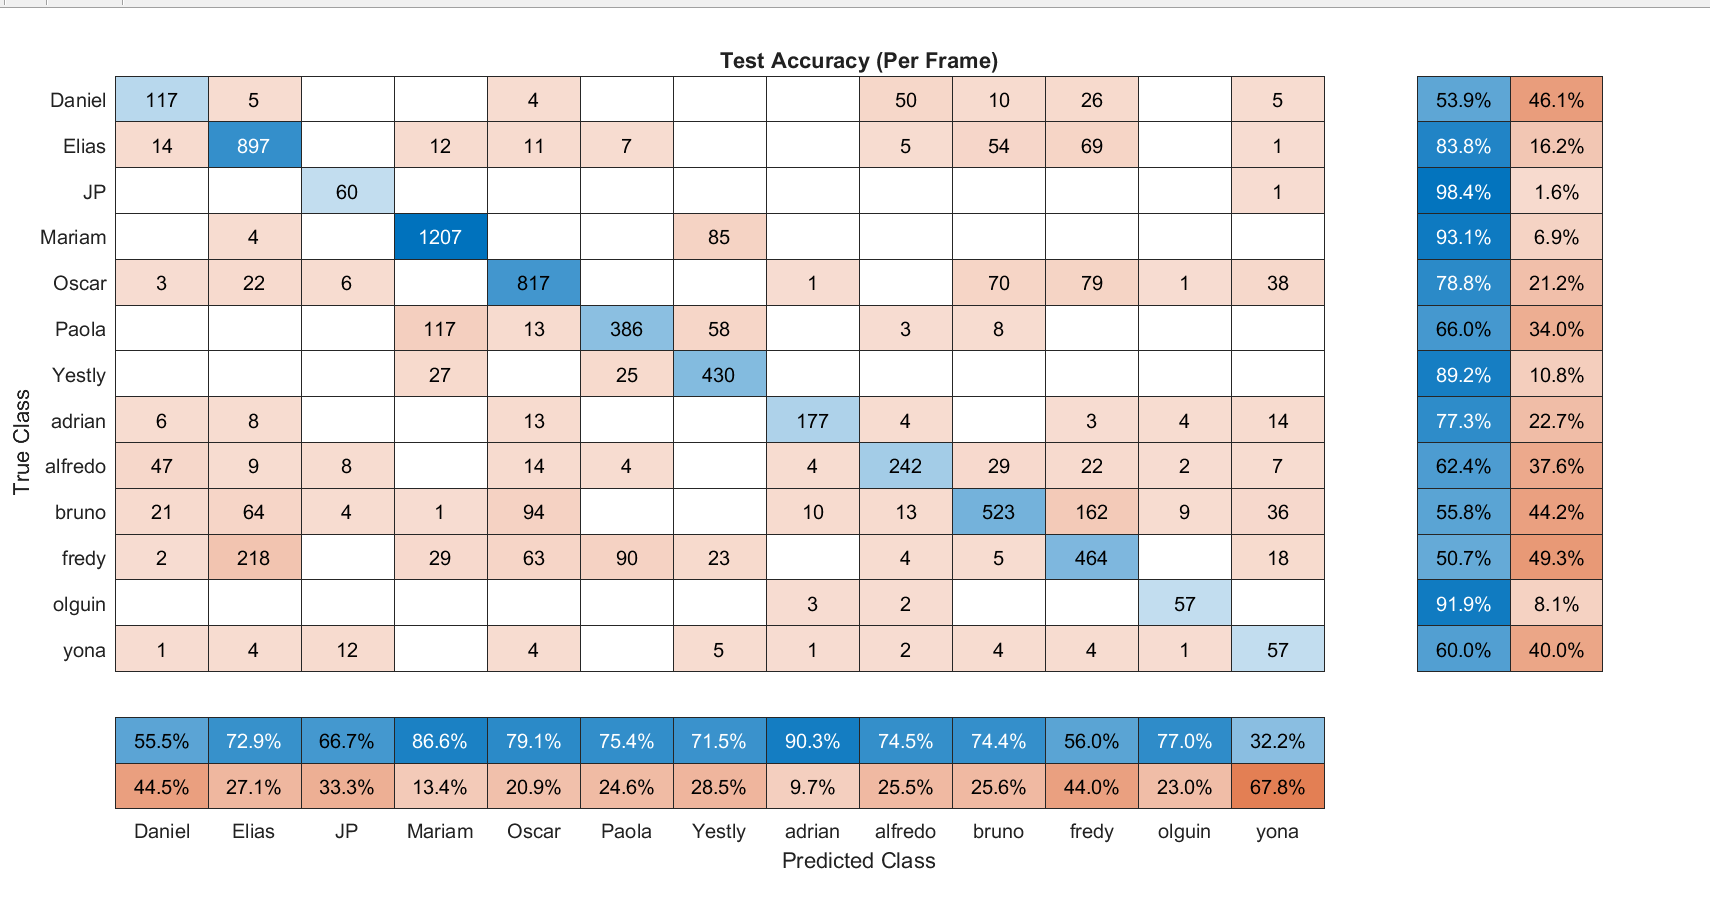 Test Accuracy (Per Frame)
Daniel 117 5 4 50 10 26 5 53.9% 46.1%
Elias 14 897 12 11 7 5 54 69 1 83.8% 16.2%
JP 60 1 98.4% 1.6%
Mariam 4 1207 85 93.1% 6.9%
Oscar 3 22 6 817 1 70 79 1 38 78.8% 21.2%
Paola 117 13 386 58 3 8 66.0% 34.0%
Yestly 27 25 430 89.2% 10.8%
adrian 6 8 13 177 4 3 4 14 77.3% 22.7%
alfredo 47 9 8 14 4 4 242 29 22 2 7 62.4% 37.6%
bruno 21 64 4 1 94 10 13 523 162 9 36 55.8% 44.2%
fredy 2 218 29 63 90 23 4 5 464 18 50.7% 49.3%
olguin 3 2 57 91.9% 8.1%
yona 1 4 12 4 5 1 2 4 4 1 57 60.0% 40.0%
True Class
55.5% 72.9% 66.7% 86.6% 79.1% 75.4% 71.5% 90.3% 74.5% 74.4% 56.0% 77.0% 32.2%
44.5% 27.1% 33.3% 13.4% 20.9% 24.6% 28.5% 9.7% 25.5% 25.6% 44.0% 23.0% 67.8%
Daniel Elias JP Mariam Oscar Paola Yestly adrian alfredo bruno fredy olguin yona
Predicted Class